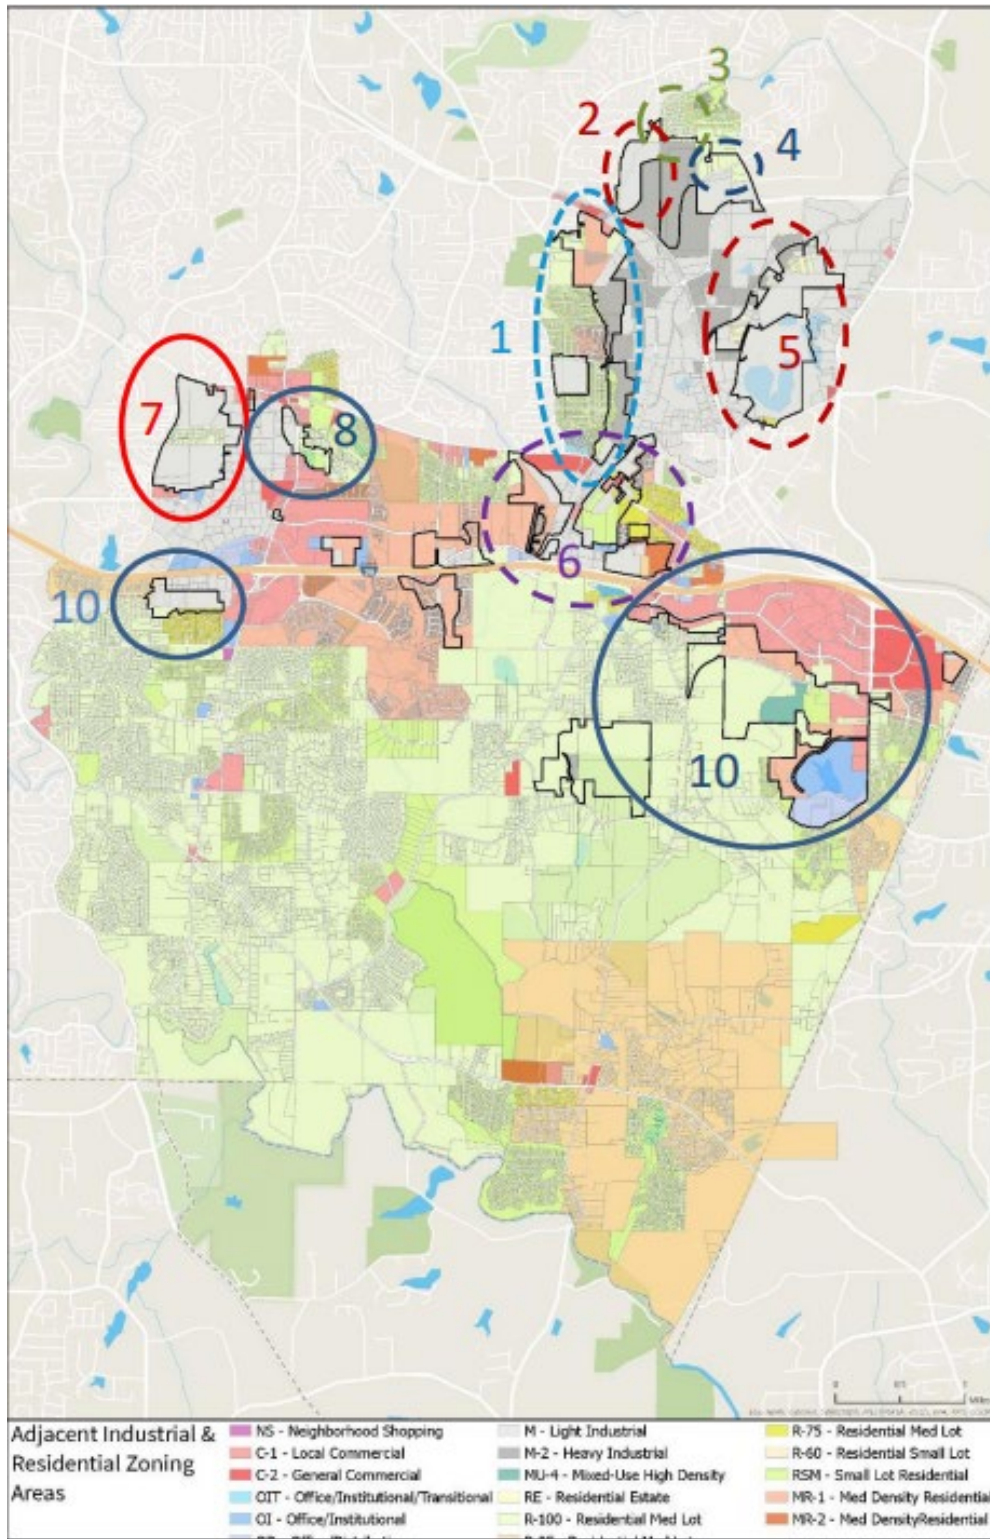 3
2
4
1
5
7
8
6
10
10
Adjacent Industrial &
Residential Zoning
Areas
NS - Neighborhood Shopping
C-1 - Local Commercial
C-2 - General Commercial
OIT - Office/Institutional/Transitional
OI - Office/Institutional
M - Light Industrial
M-2 - Heavy Industrial
MU-4 - Mixed-Use High Density
RE - Residential Estate
R-100 - Residential Med Lot
R-75 - Residential Med Lot
R-60 - Residential Small Lot
RSM - Small Lot Residential
MR-1 - Med Density Residential
MR-2 - Med DensityResidential